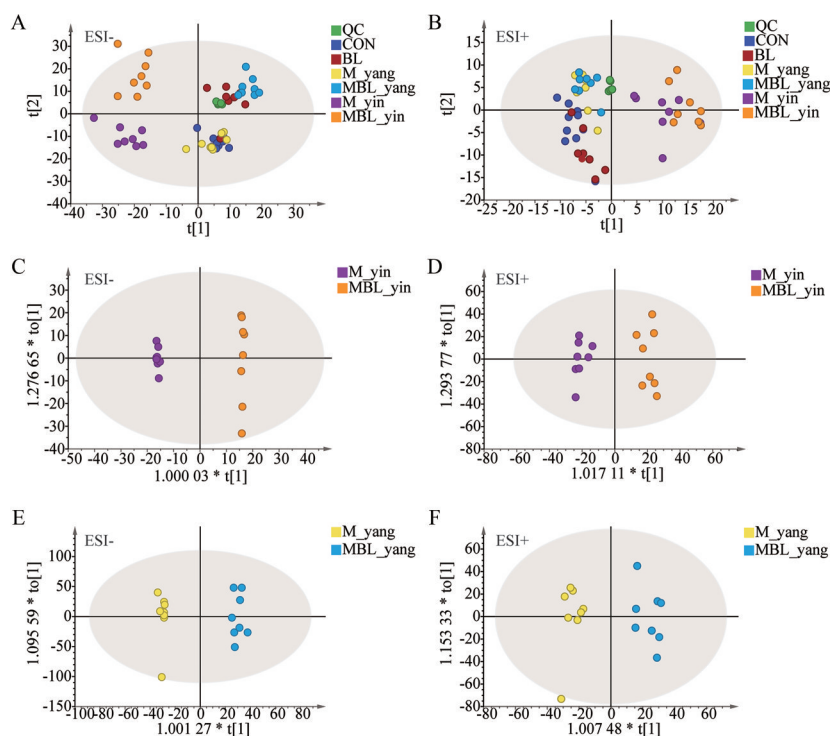 A
ESI-
t[2]
30
20
10
0
-10
-20
-30
-40
-40
-30
-20
-10
0
10
20
30
t[1]
QC
CON
BL
M_yang
MBL_yang
M_yin
MBL_yin
B
ESI+
t[2]
15
10
5
0
-5
-10
-15
-20
-25
-20
-15
-10
-5
0
5
10
15
20
t[1]
QC
CON
BL
M_yang
MBL_yang
M_yin
MBL_yin
C
ESI-
1.276 65 * to[1]
30
20
10
0
-10
-20
-30
-40
-50
-40
-30
-20
-10
0
10
20
30
40
1.000 03 * t[1]
M_yin
MBL_yin
D
ESI+
1.293 77 * to[1]
60
40
20
0
-20
-40
-60
-80
-80
-60
-40
-20
0
20
40
60
1.017 11 * t[1]
M_yin
MBL_yin
E
ESI-
1.095 59 * to[1]
100
50
0
-50
-100
-150
-100
-80
-60
-40
-20
0
20
40
60
80
1.001 27 * t[1]
M_yang
MBL_yang
F
ESI+
1.153 33 * to[1]
60
40
20
0
-20
-40
-60
-80
-80
-60
-40
-20
0
20
40
60
1.007 48 * t[1]
M_yang
MBL_yang